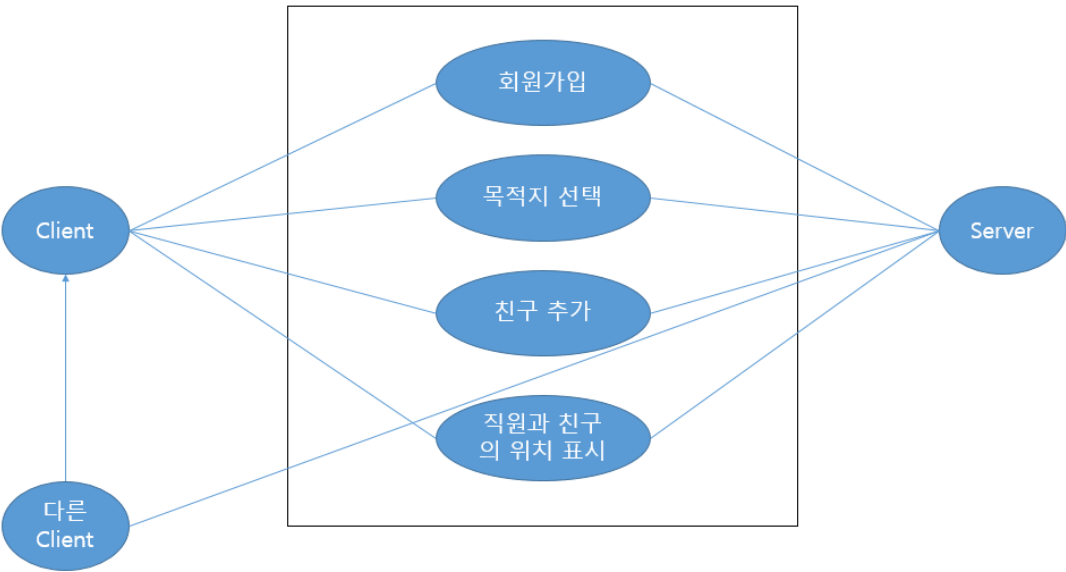 회원가입
목적지 선택
Client
Server
친구 추가
직원과 친구
의 위치 표시
다른
Client